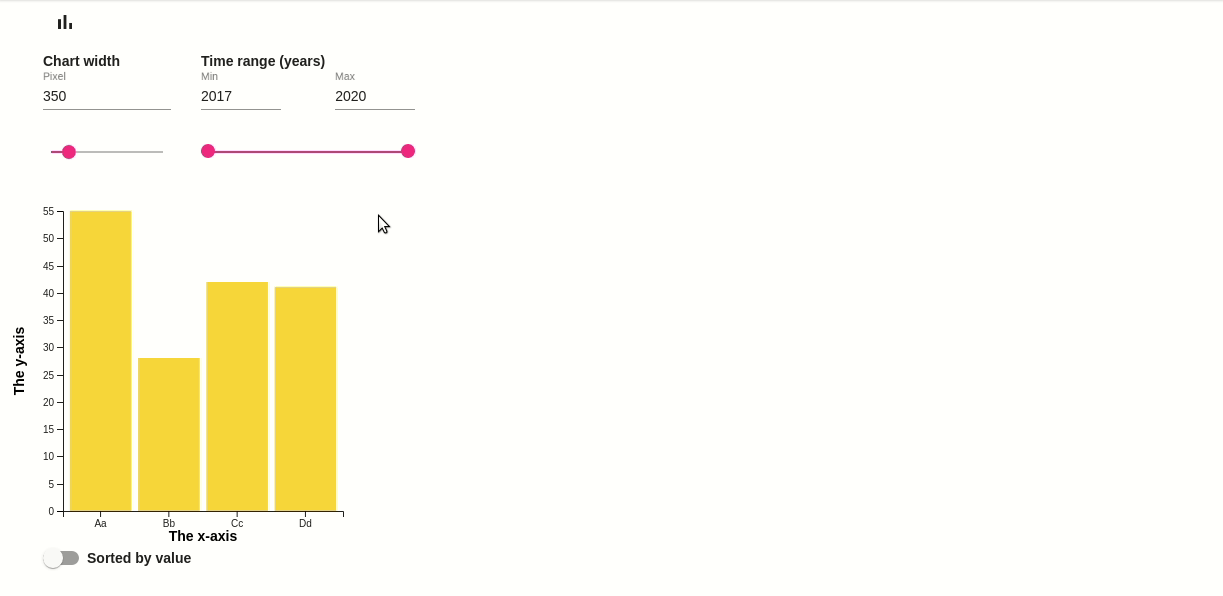 Chart width Time range (years)
Pixel Min Max
350 2017 2020
55
50
45
40
35
30
25
20
15
10
5
0
The y-axis
Aa Bb Cc Dd
The x-axis
Sorted by value